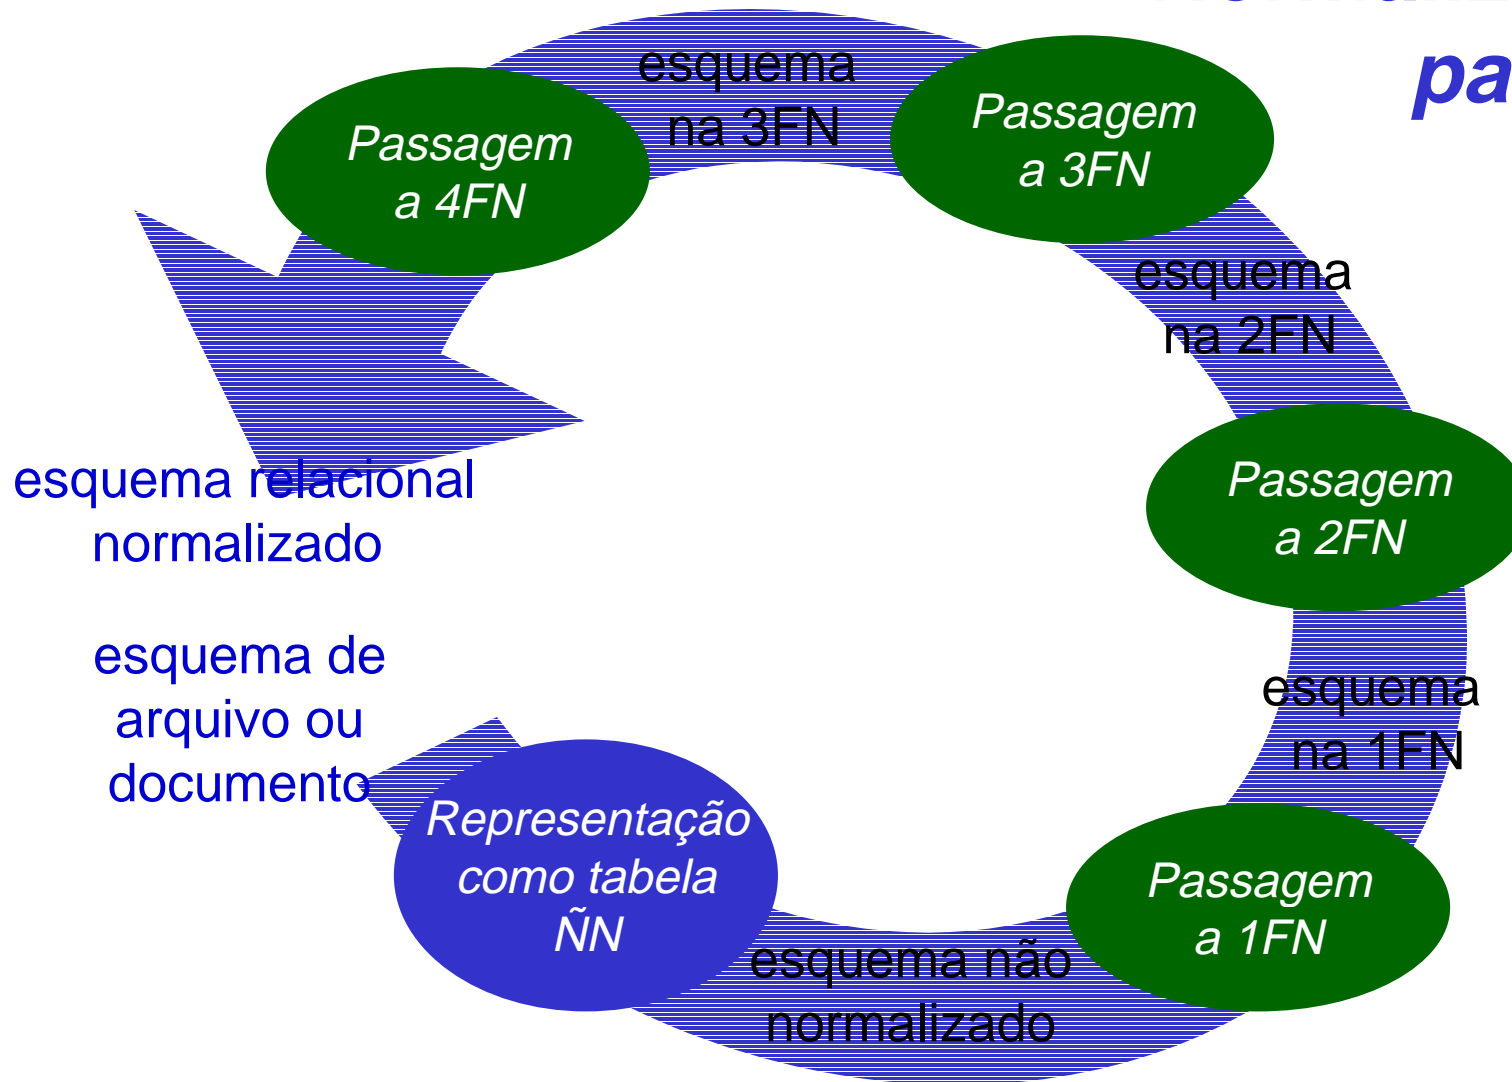 pa
esquema
na 3FN
Passagem
a 3FN
Passagem
a 4FN
esquema
na 2FN
Passagem
a 2FN
esquema relacional
normalizado
esquema de
arquivo ou
documento
esquema
na 1FN
Representação
como tabela
ÑN
Passagem
a 1FN
esquema não
normalizado